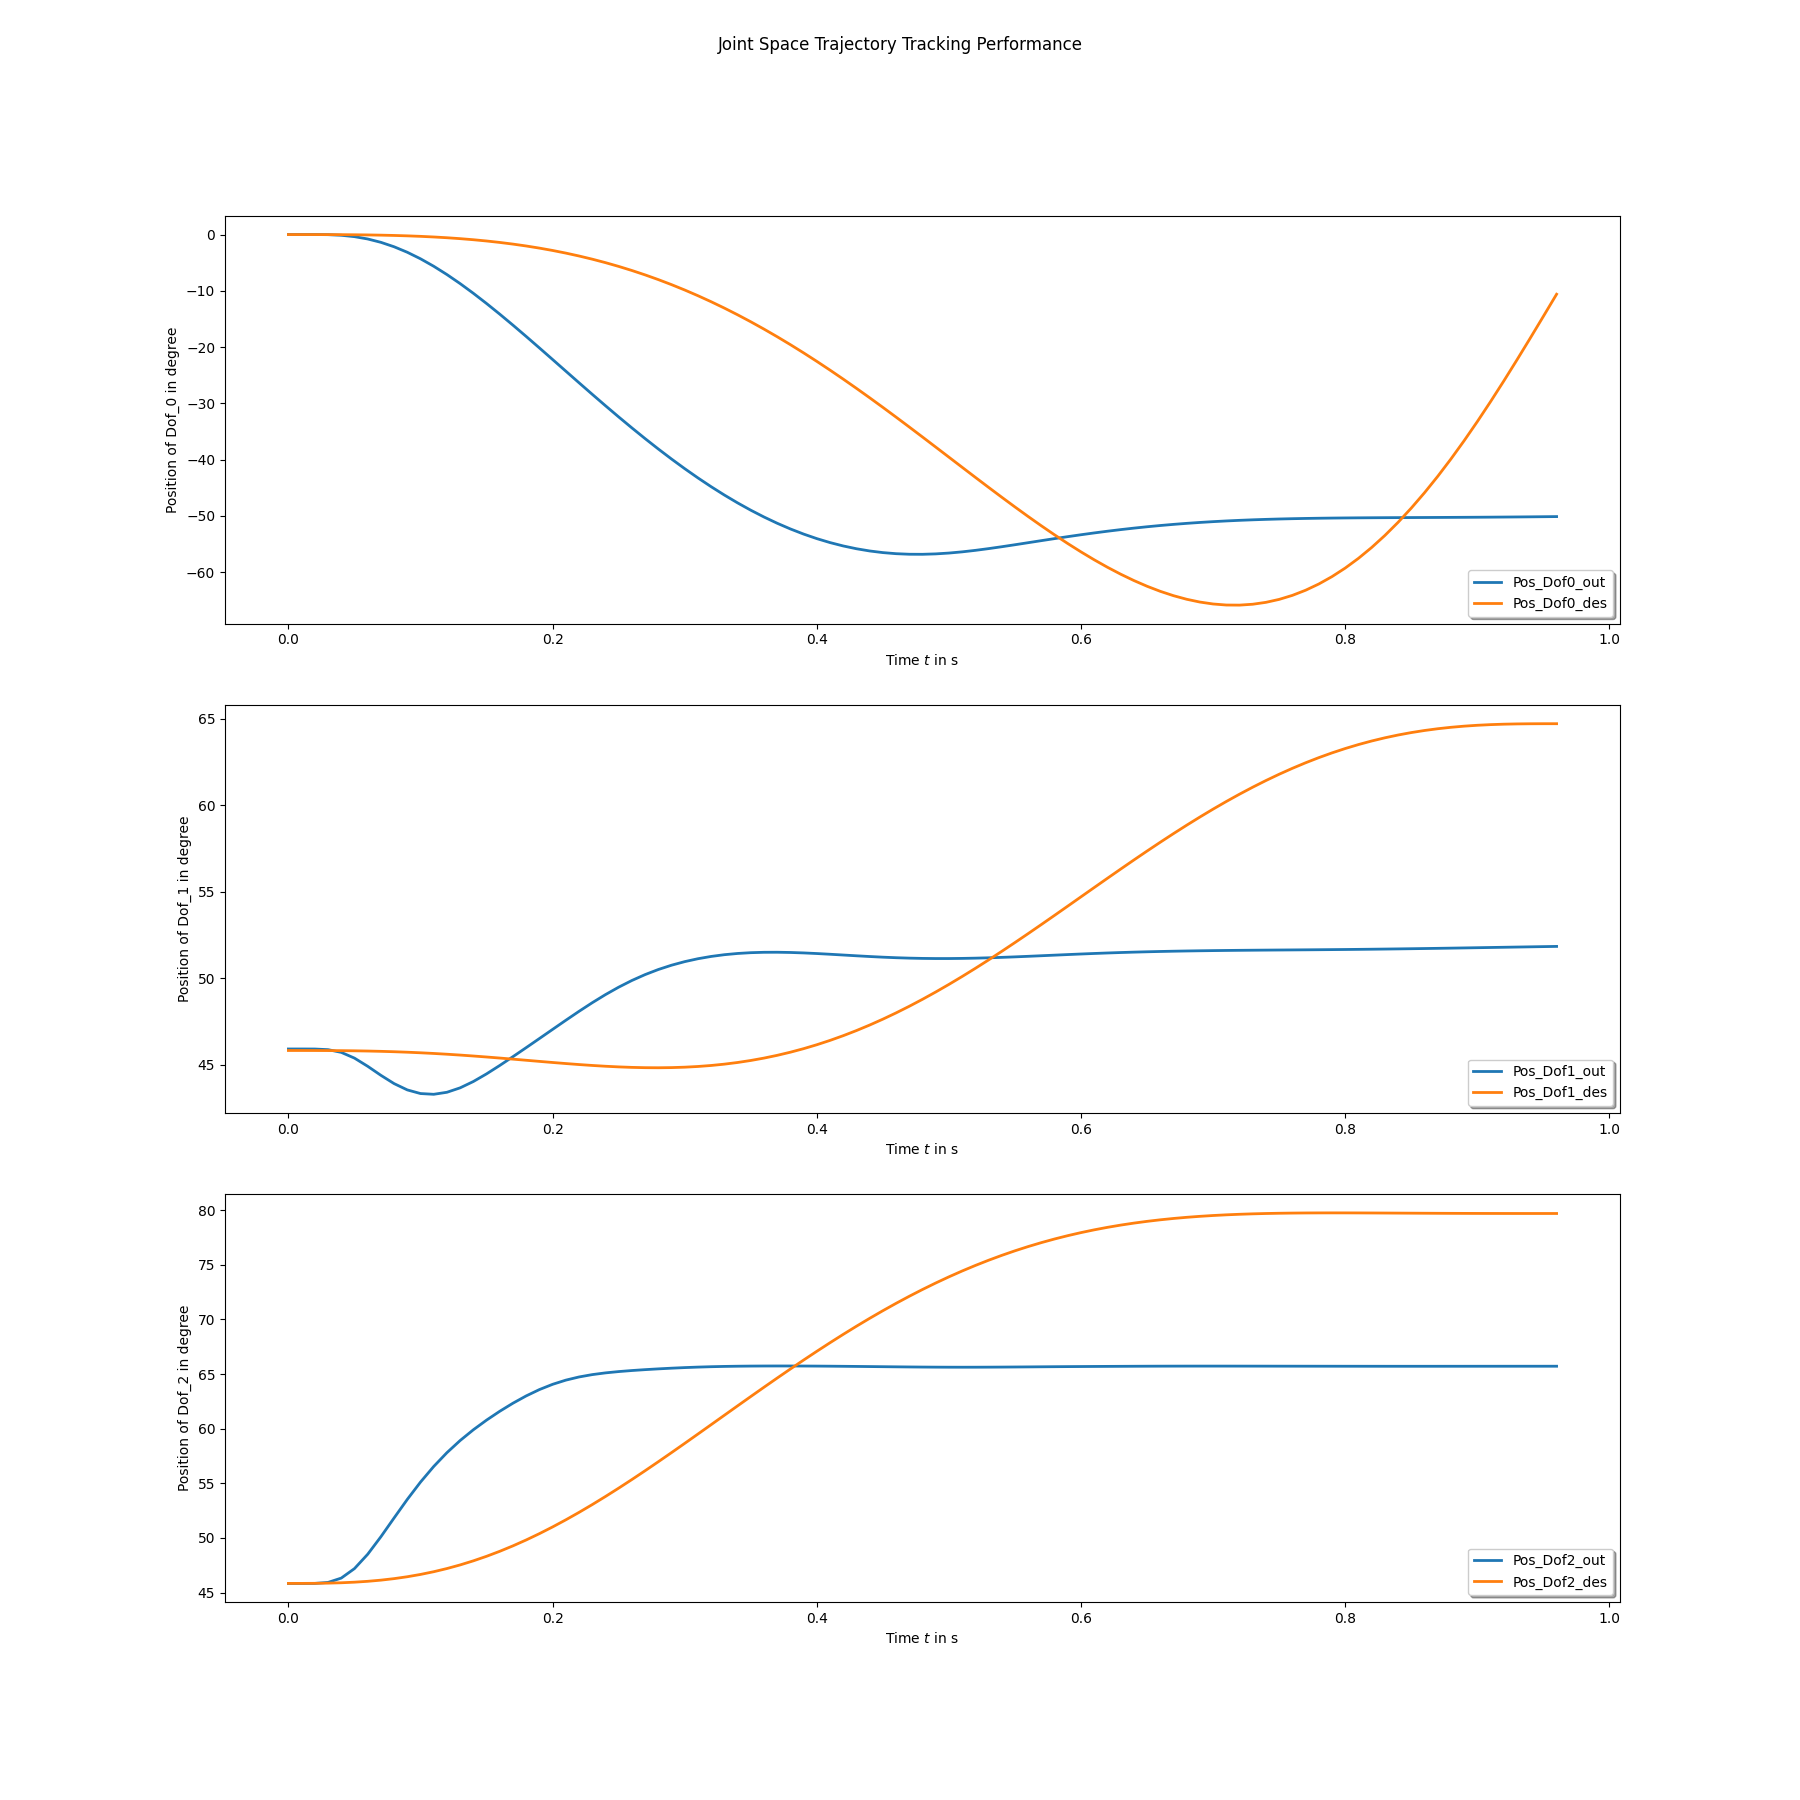 Joint Space Trajectory Tracking Performance
0
−10
−20
−30
−40
−50
−60
Position of Dof_0 in degree
Pos_Dof0_out
Pos_Dof0_des
0.0 0.2 0.4 0.6 0.8 1.0
Time t in s
65
60
55
50
45
Position of Dof_1 in degree
Pos_Dof1_out
Pos_Dof1_des
0.0 0.2 0.4 0.6 0.8 1.0
Time t in s
80
75
70
65
60
55
50
45
Position of Dof_2 in degree
Pos_Dof2_out
Pos_Dof2_des
0.0 0.2 0.4 0.6 0.8 1.0
Time t in s